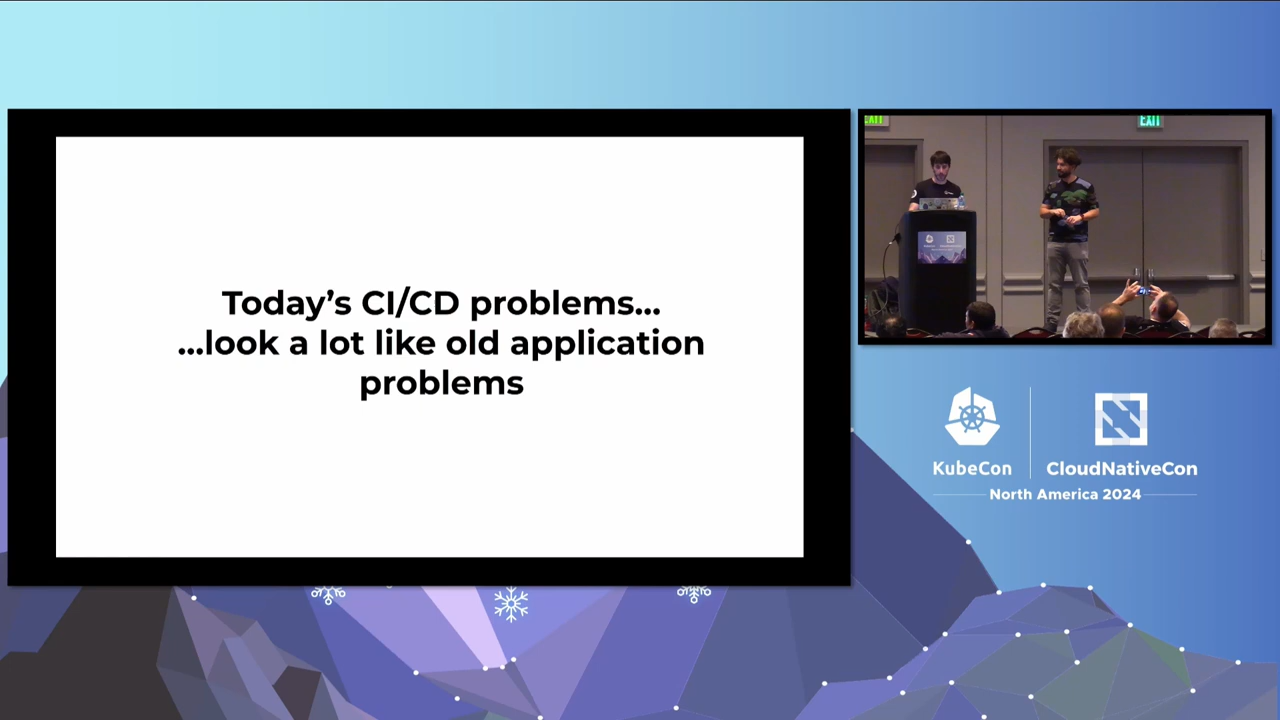 Today's CI/CD problems...
...look a lot like old application
problems
EXIT
EXIT
KubeCon
CloudNativeCon
North America 2024